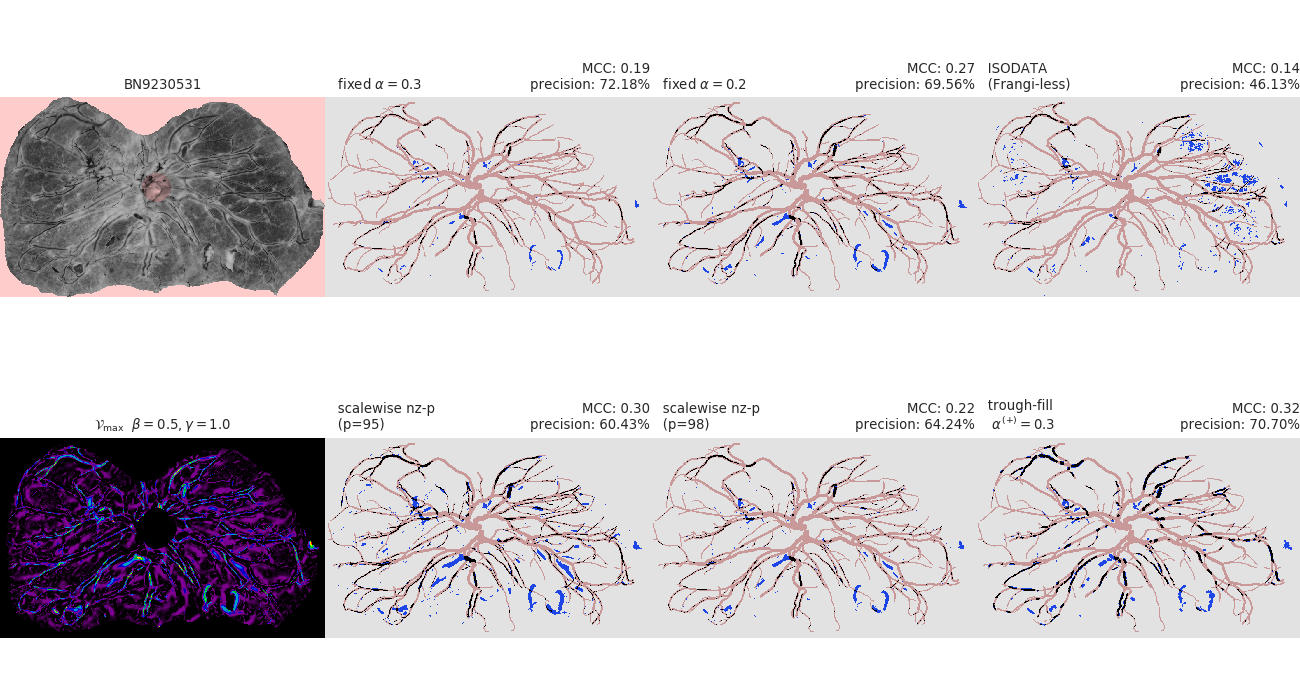 BN9230531
fixed α = 0.3
MCC: 0.19
precision: 72.18%
fixed α = 0.2
MCC: 0.27
precision: 69.56%
ISODATA
(Frangi-less)
MCC: 0.14
precision: 46.13%
𝒱max β = 0.5, γ = 1.0
scalewise nz-p
(p=95)
MCC: 0.30
precision: 60.43%
scalewise nz-p
(p=98)
MCC: 0.22
precision: 64.24%
trough-fill
α(+) = 0.3
MCC: 0.32
precision: 70.70%